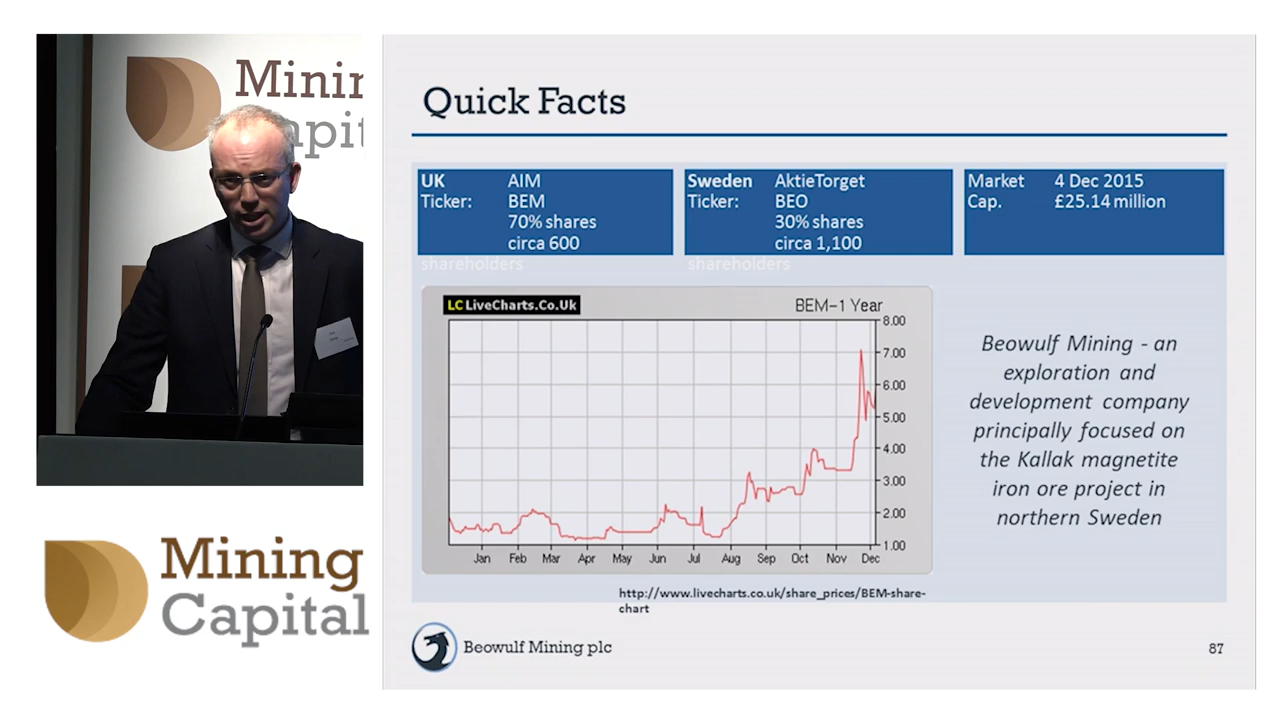 Minin
Capit
Mining
Capital
Quick Facts
UK AIM
Ticker: BEM
70% shares
circa 600
shareholders
Sweden AktieTorget
Ticker: BEO
30% shares
circa 1,100
shareholders
Market 4 Dec 2015
Cap. £25.14 million
LC LiveCharts.Co.Uk
BEM-1 Year
8.00
7.00
6.00
5.00
4.00
3.00
2.00
1.00
Jan Feb Mar Apr May Jun Jul Aug Sep Oct Nov Dec
http://www.livecharts.co.uk/share_prices/BEM-share-
chart
Beowulf Mining - an
exploration and
development company
principally focused on
the Kallak magnetite
iron ore project in
northern Sweden
Beowulf Mining plc
87